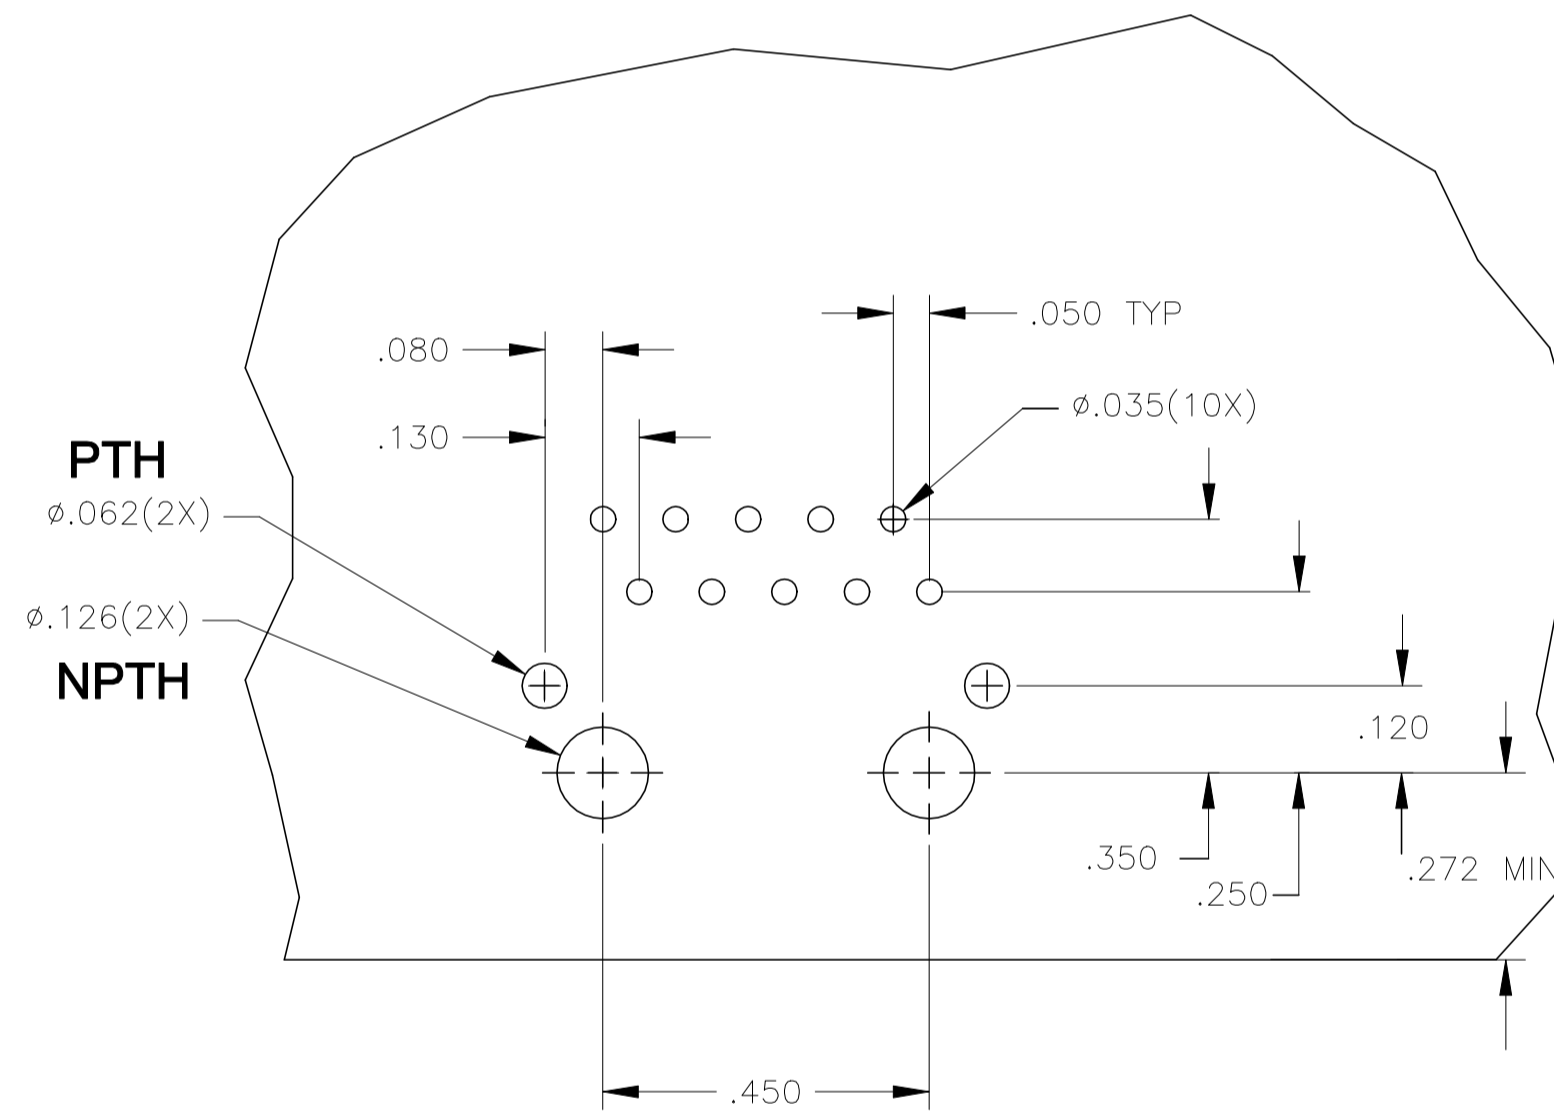 .050 TYP
.080
⌀.035(10X)
.130
PTH
⌀.062(2X)
⌀.126(2X)
NPTH
.120
.350
.272 MIN
.250
.450